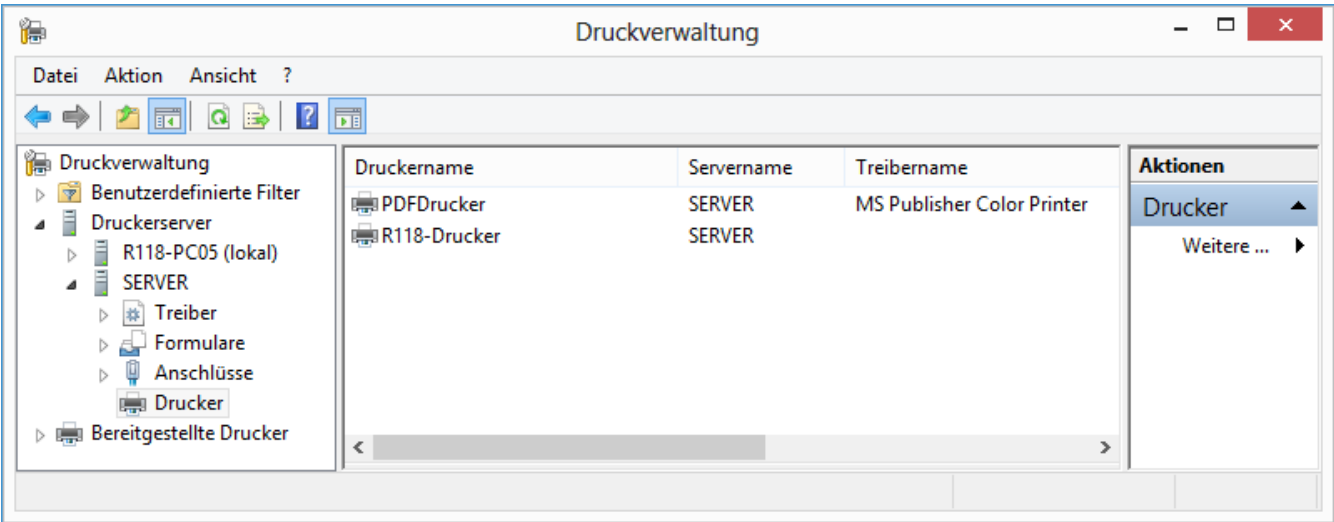 Druckverwaltung
Datei Aktion Ansicht ?
Druckverwaltung
Benutzerdefinierte Filter
Druckerserver
R118-PC05 (lokal)
SERVER
Treiber
Formulare
Anschlüsse
Drucker
Bereitgestellte Drucker
Druckername Servername Treibername
PDFDrucker SERVER MS Publisher Color Printer
R118-Drucker SERVER
Aktionen
Drucker
Weitere ...